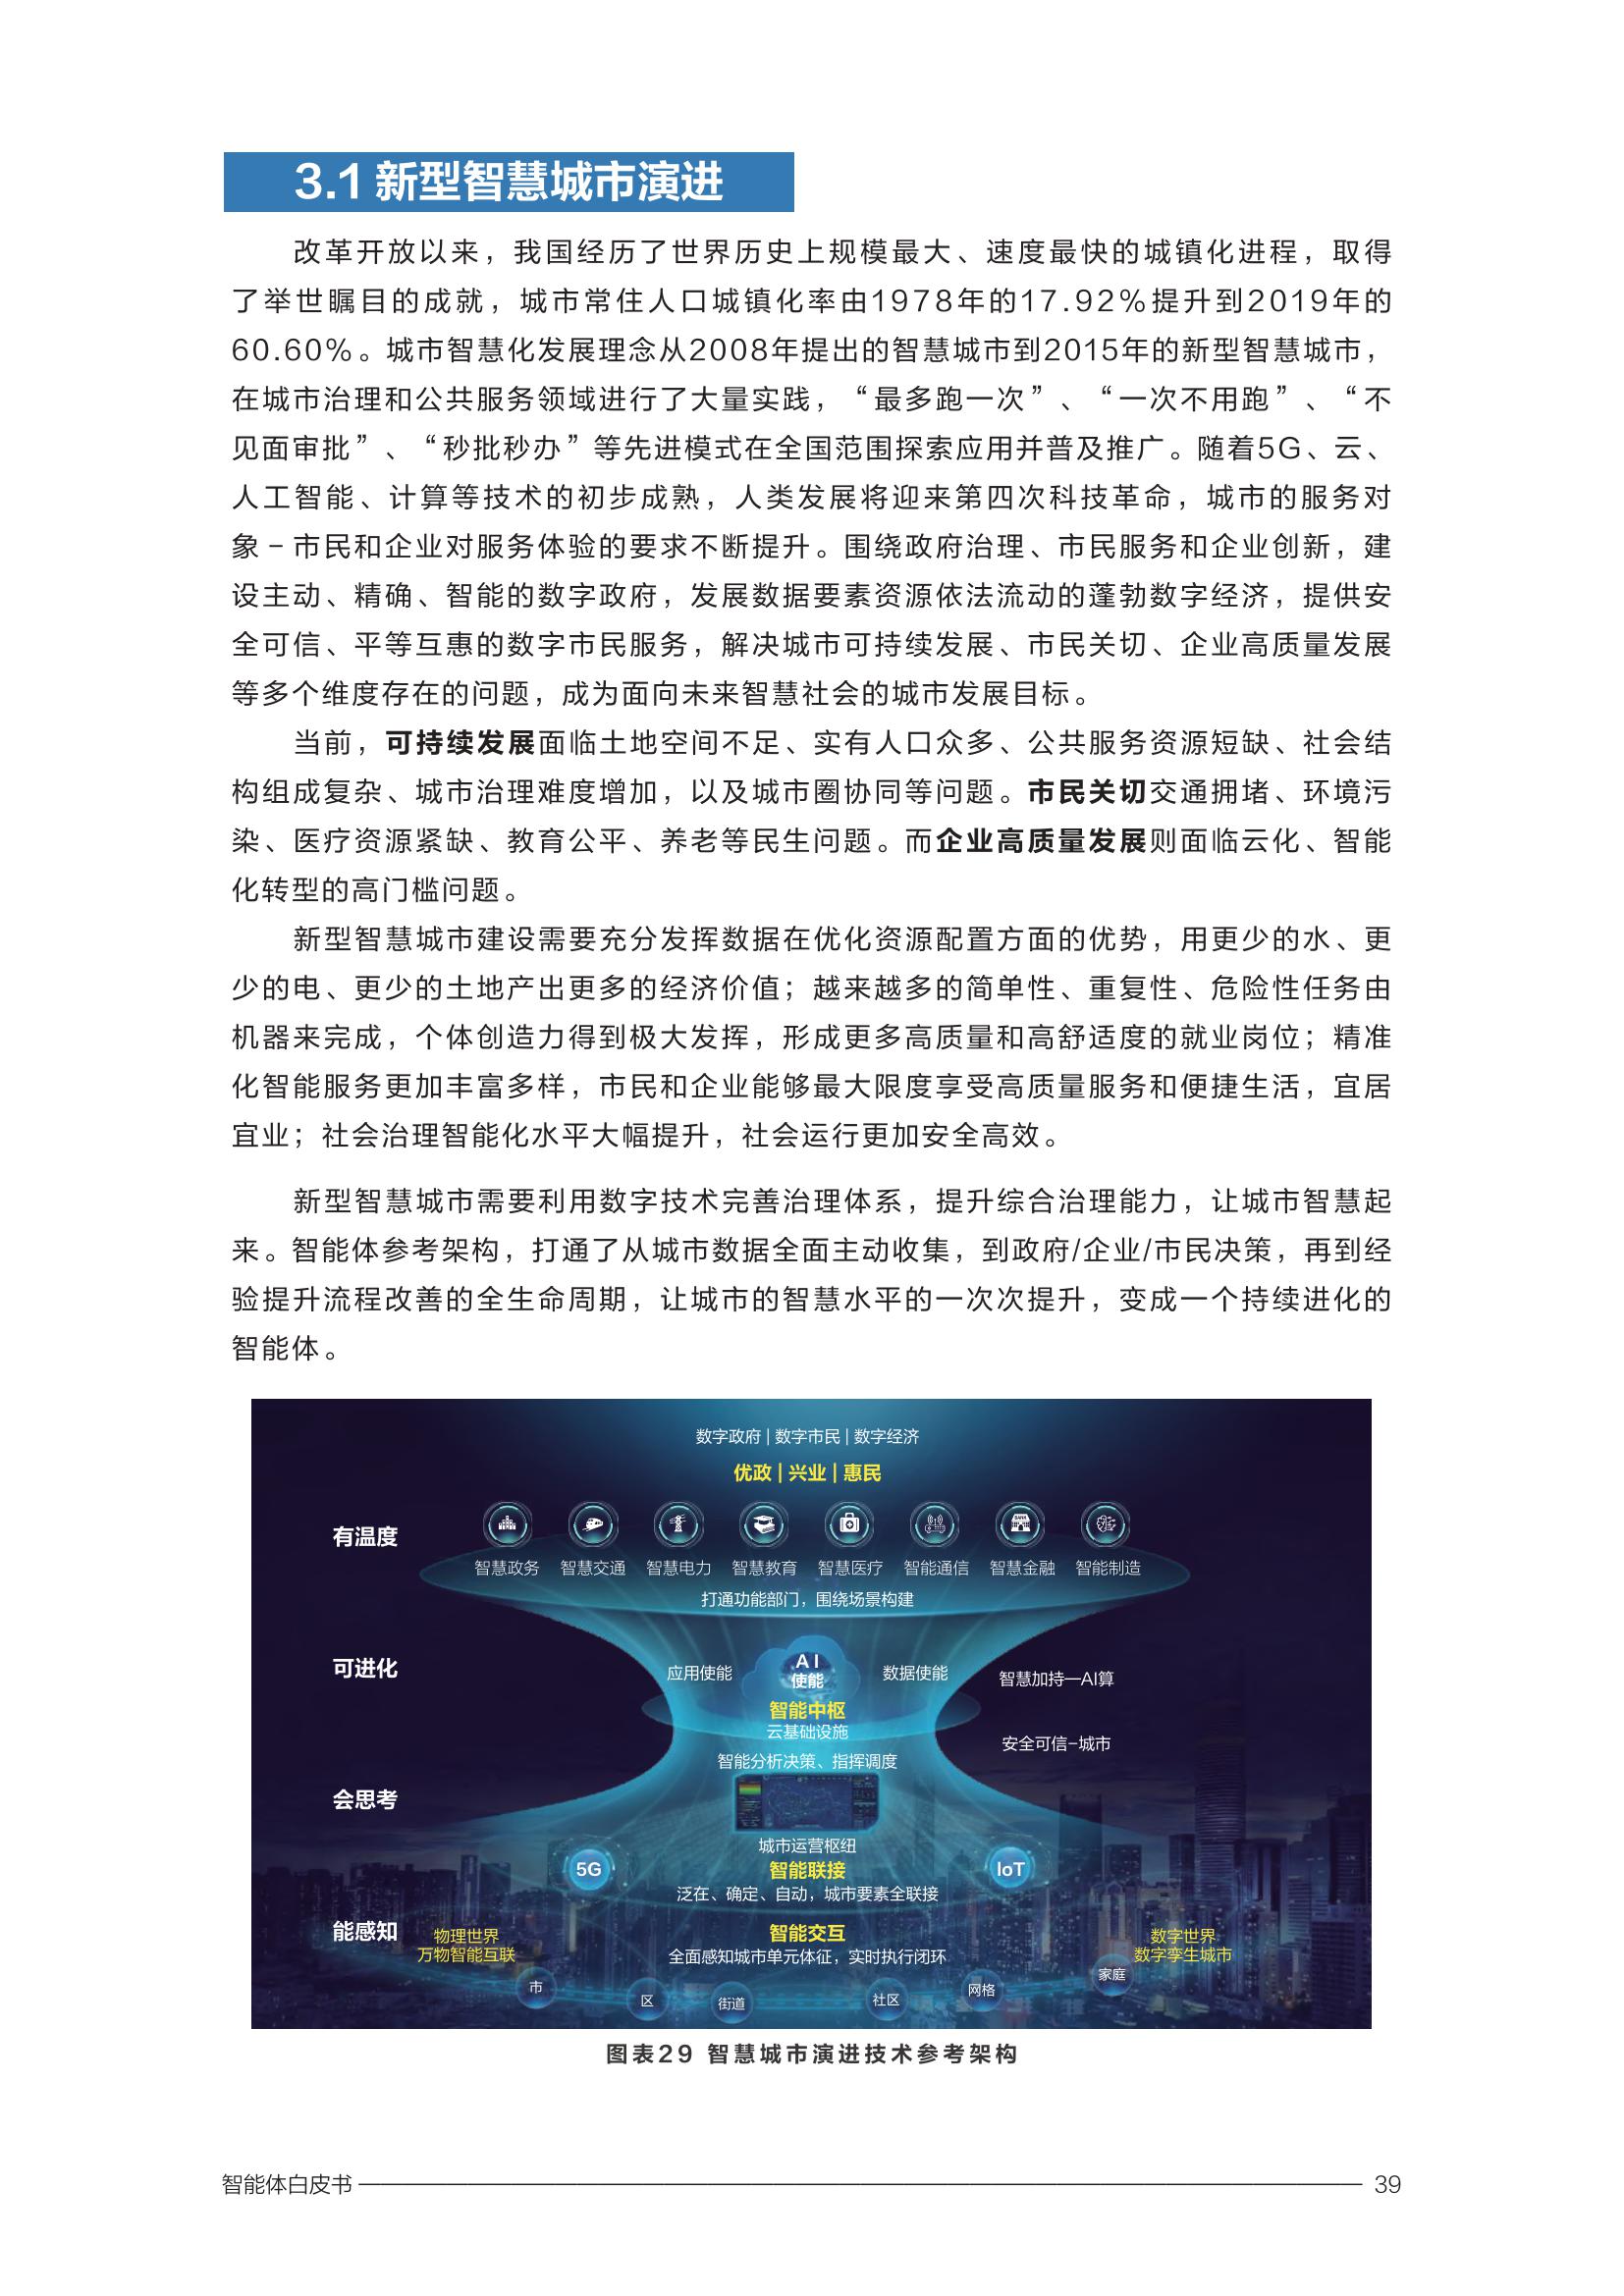 3.1 新型智慧城市演进
改革开放以来，我国经历了世界历史上规模最大、速度最快的城镇化进程，取得
了举世瞩目的成就，城市常住人口城镇化率由1978年的17.92%提升到2019年的
60.60%。城市智慧化发展理念从2008年提出的智慧城市到2015年的新型智慧城市，
在城市治理和公共服务领域进行了大量实践，“最多跑一次”、“一次不用跑”、“不
见面审批”、“秒批秒办”等先进模式在全国范围探索应用并普及推广。随着5G、云、
人工智能、计算等技术的初步成熟，人类发展将迎来第四次科技革命，城市的服务对
象–市民和企业对服务体验的要求不断提升。围绕政府治理、市民服务和企业创新，建
设主动、精确、智能的数字政府，发展数据要素资源依法流动的蓬勃数字经济，提供安
全可信、平等互惠的数字市民服务，解决城市可持续发展、市民关切、企业高质量发展
等多个维度存在的问题，成为面向未来智慧社会的城市发展目标。
当前，可持续发展面临土地空间不足、实有人口众多、公共服务资源短缺、社会结
构组成复杂、城市治理难度增加，以及城市圈协同等问题。市民关切交通拥堵、环境污
染、医疗资源紧缺、教育公平、养老等民生问题。而企业高质量发展则面临云化、智能
化转型的高门槛问题。
新型智慧城市建设需要充分发挥数据在优化资源配置方面的优势，用更少的水、更
少的电、更少的土地产出更多的经济价值；越来越多的简单性、重复性、危险性任务由
机器来完成，个体创造力得到极大发挥，形成更多高质量和高舒适度的就业岗位；精准
化智能服务更加丰富多样，市民和企业能够最大限度享受高质量服务和便捷生活，宜居
宜业；社会治理智能化水平大幅提升，社会运行更加安全高效。
新型智慧城市需要利用数字技术完善治理体系，提升综合治理能力，让城市智慧起
来。智能体参考架构，打通了从城市数据全面主动收集，到政府/企业/市民决策，再到经
验提升流程改善的全生命周期，让城市的智慧水平的一次次提升，变成一个持续进化的
智能体。
数字政府 | 数字市民 | 数字经济
优政 | 兴业 | 惠民
有温度
智慧政务 智慧交通 智慧电力 智慧教育 智慧医疗 智能通信 智慧金融 智能制造
打通功能部门，围绕场景构建
可进化
应用使能
AI
使能
数据使能
智慧加持—AI算
智能中枢
云基础设施
安全可信–城市
智能分析决策、指挥调度
会思考
城市运营枢纽
5G
智能联接
IoT
泛在、确定、自动，城市要素全联接
能感知
物理世界
万物智能互联
智能交互
全面感知城市单元体征，实时执行闭环
数字世界
数字孪生城市
市 区 街道 社区 网格 家庭
图表29 智慧城市演进技术参考架构
智能体白皮书 39